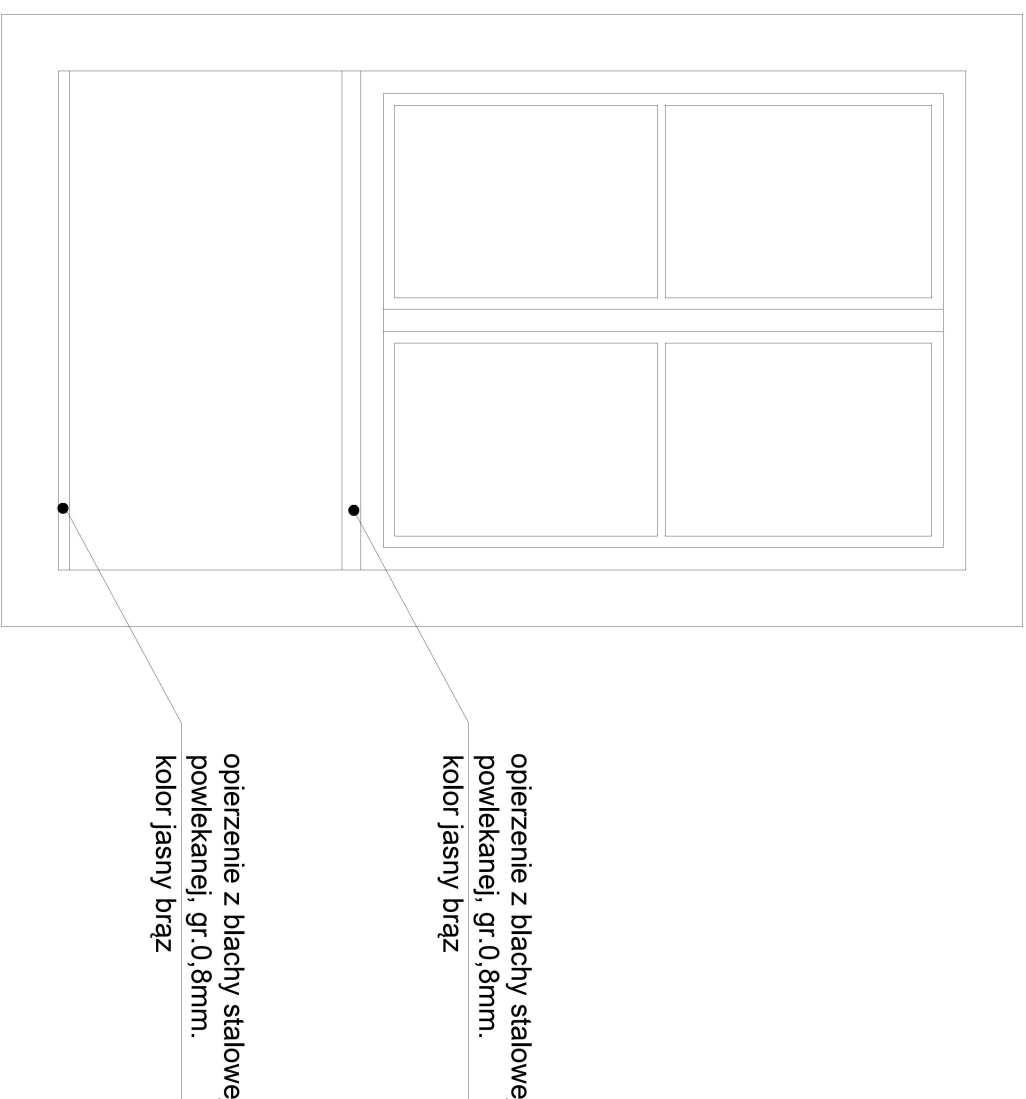 opierzenie z blachy stalowe
powlekanej, gr.0,8mm.
kolor jasny brąz
opierzenie z blachy stalowe
powlekanej, gr.0,8mm.
kolor jasny brąz